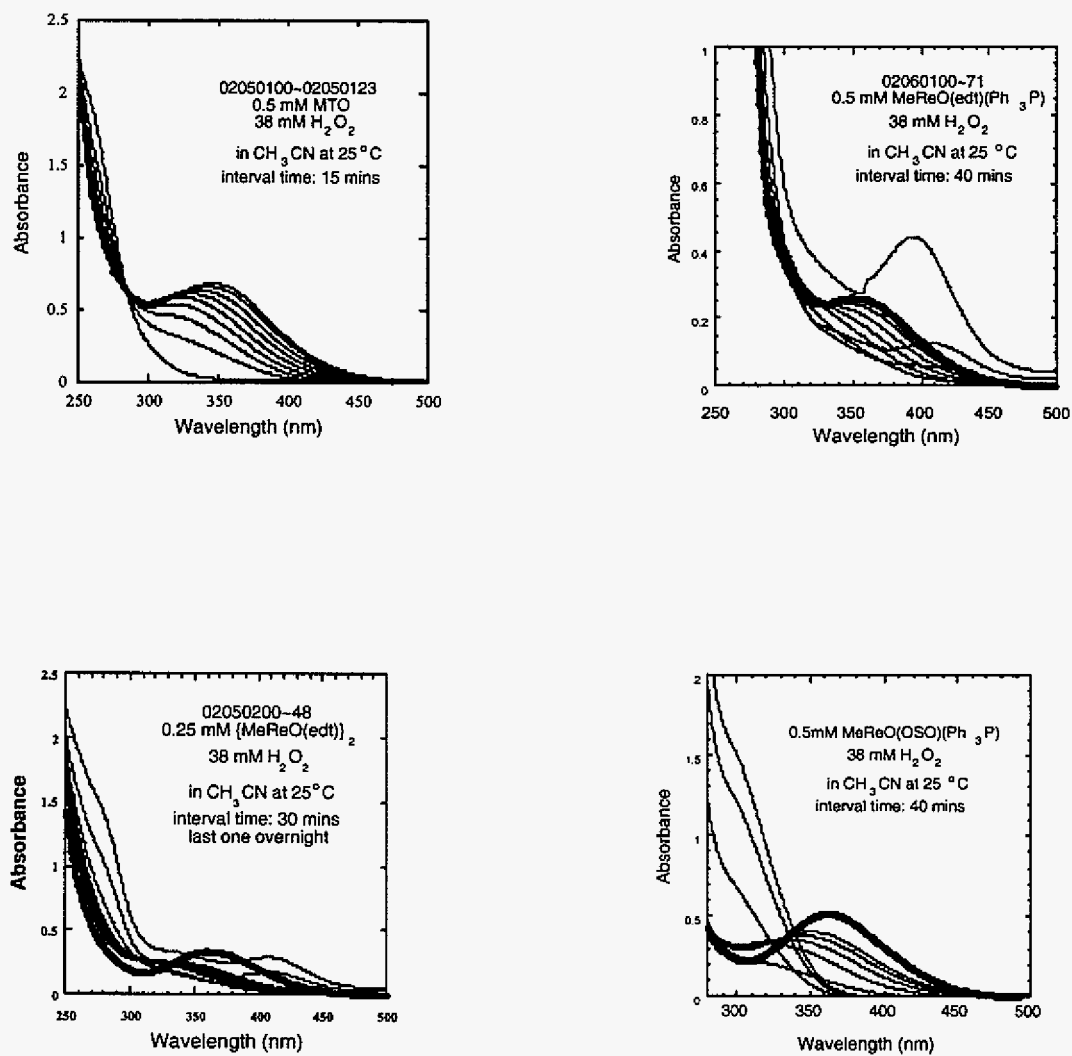 2.5
2
1.5
1
0.5
0
Absorbance
02050100~02050123
0.5 mM MTO
38 mM H2O2
in CH3CN at 25°C
interval time: 15 mins
250 300 350 400 450 500
Wavelength (nm)
1
0.8
0.6
0.4
0.2
0
Absorbance
02060100~71
0.5 mM MeReO(edt)(Ph3P)
38 mM H2O2
in CH3CN at 25 °C
interval time: 40 mins
250 300 350 400 450 500
Wavelength (nm)
2.5
2
1.5
1
0.5
0
Absorbance
02050200~48
0.25 mM {MeReO(edt)}2
38 mM H2O2
in CH3CN at 25°C
interval time: 30 mins
last one overnight
250 300 350 400 450 500
Wavelength (nm)
2
1.5
1
0.5
0
Absorbance
0.5mM MeReO(OSO)(Ph3P)
38 mM H2O2
in CH3CN at 25 °C
interval time: 40 mins
300 350 400 450 500
Wavelength (nm)